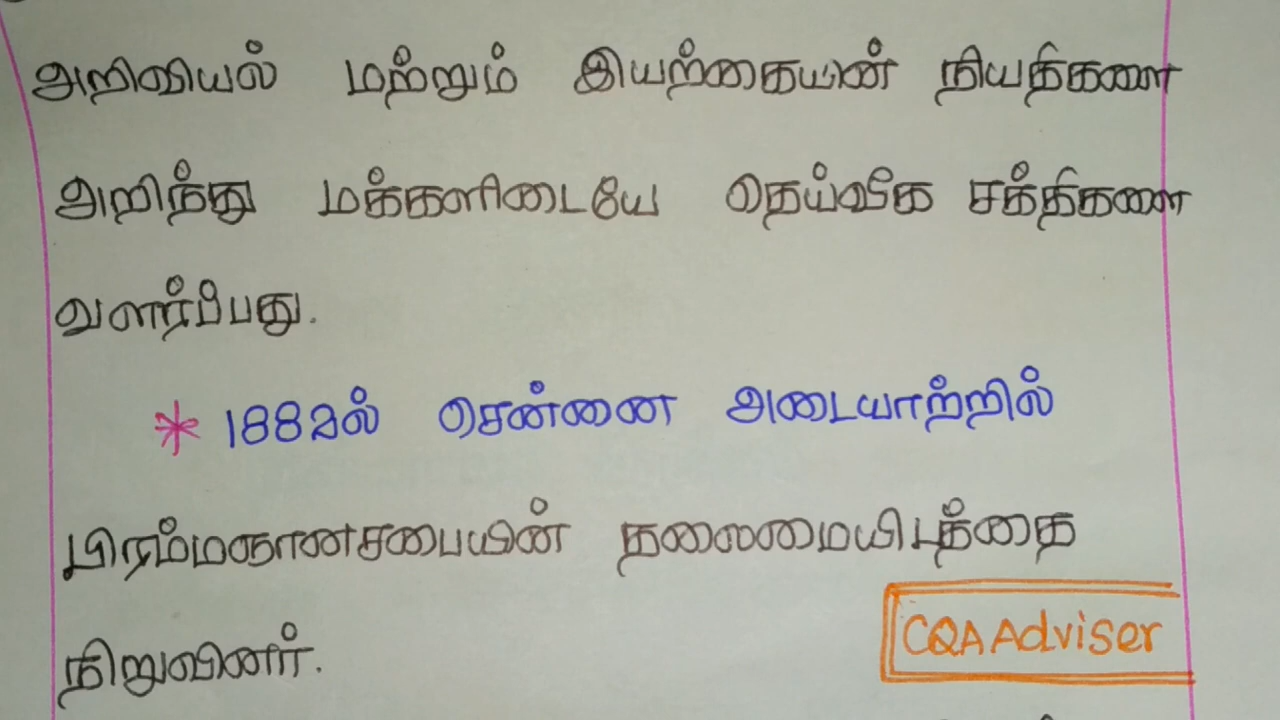 அறிவியல் மற்றும் இயற்கையின் நியதிகளை
அறிந்து மக்களிடையே தெய்வீக சக்திகளை
வளர்ப்பது.
* 1882ல் சென்னை அடையாற்றில்
பிரம்மஞானசபையின் தலைமையிடத்தை
நிறுவினர்.
CQA Adviser